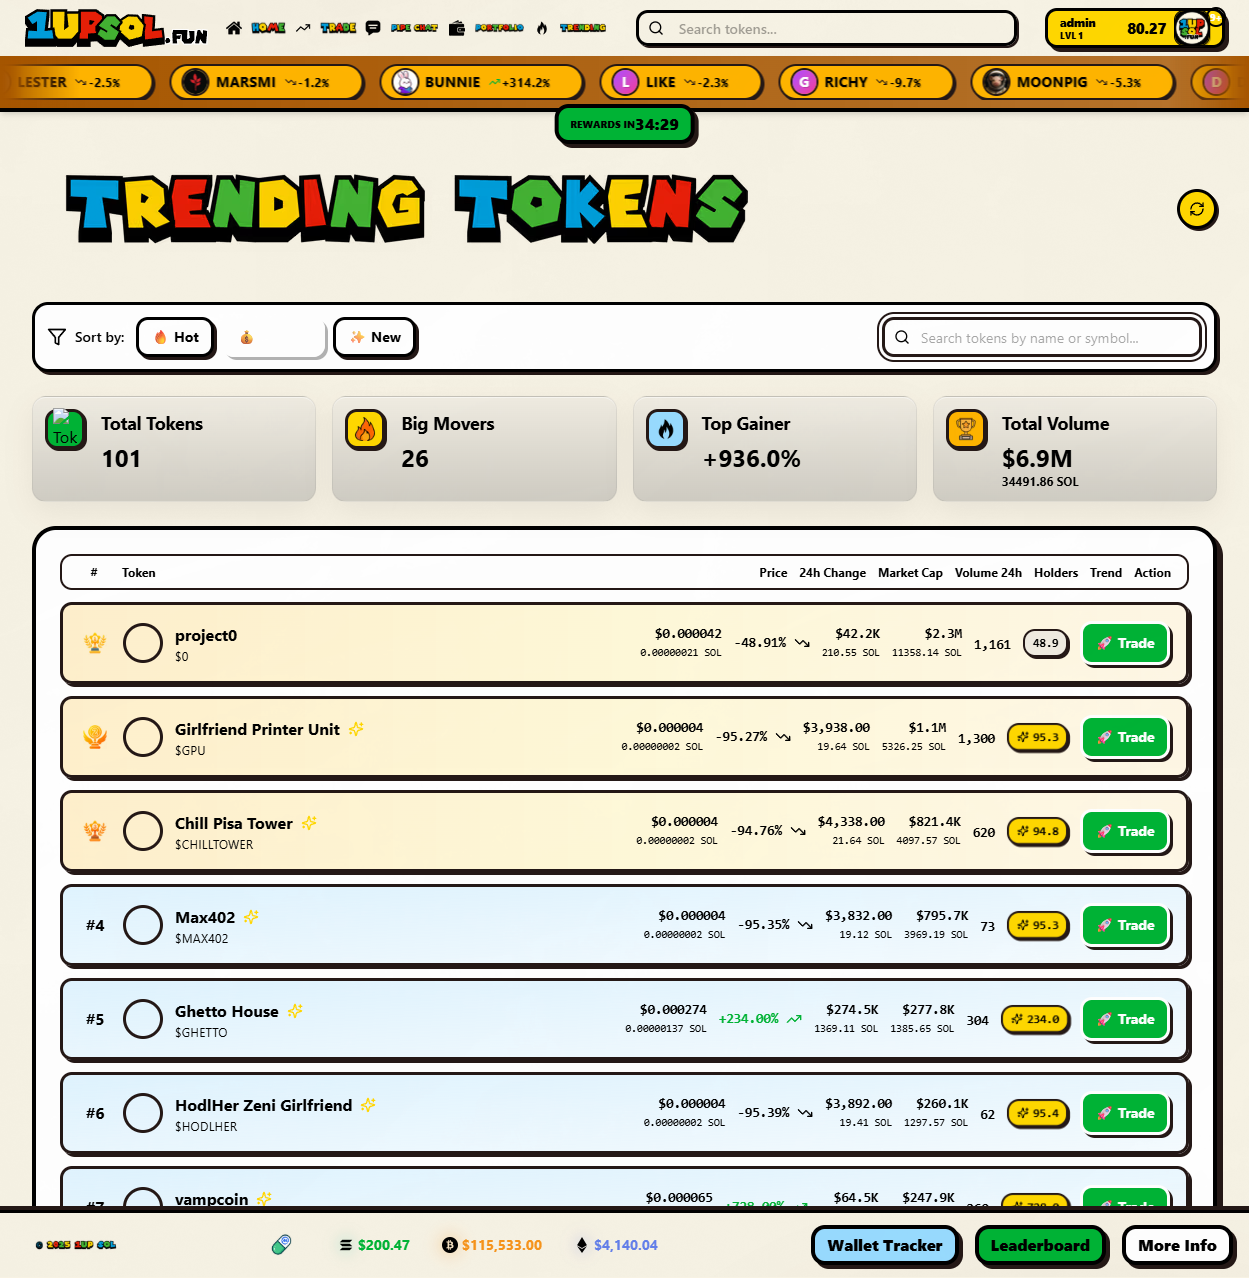 1UPSOL.FUN HOME TRADE PIPE CHAT PORTFOLIO TRENDING Search tokens... admin LVL 1 80.27
LESTER -2.5% MARSMI -1.2% BUNNIE +314.2% L LIKE -2.3% G RICHY -9.7% MOONPIG -5.3% D
REWARDS IN 34:29
TRENDING TOKENS
Sort by: Hot New Search tokens by name or symbol...
Tok Total Tokens
101
Big Movers
26
Top Gainer
+936.0%
Total Volume
$6.9M
34491.86 SOL
# Token Price 24h Change Market Cap Volume 24h Holders Trend Action
project0 $0.000042 -48.91% $42.2K $2.3M 1,161 48.9 Trade
$0 0.00000021 SOL 210.55 SOL 11358.14 SOL
Girlfriend Printer Unit $0.000004 -95.27% $3,938.00 $1.1M 1,300 95.3 Trade
$GPU 0.00000002 SOL 19.64 SOL 5326.25 SOL
Chill Pisa Tower $0.000004 -94.76% $4,338.00 $821.4K 620 94.8 Trade
$CHILLTOWER 0.00000002 SOL 21.64 SOL 4097.57 SOL
#4 Max402 $0.000004 -95.35% $3,832.00 $795.7K 73 95.3 Trade
$MAX402 0.00000002 SOL 19.12 SOL 3969.19 SOL
#5 Ghetto House $0.000274 +234.00% $274.5K $277.8K 304 234.0 Trade
$GHETTO 0.00000137 SOL 1369.11 SOL 1385.65 SOL
#6 HodlHer Zeni Girlfriend $0.000004 -95.39% $3,892.00 $260.1K 62 95.4 Trade
$HODLHER 0.00000002 SOL 19.41 SOL 1297.57 SOL
#7 vampcoin $0.000065 $64.5K $247.9K Trade
© 2025 1UP SOL $200.47 $115,533.00 $4,140.04 Wallet Tracker Leaderboard More Info